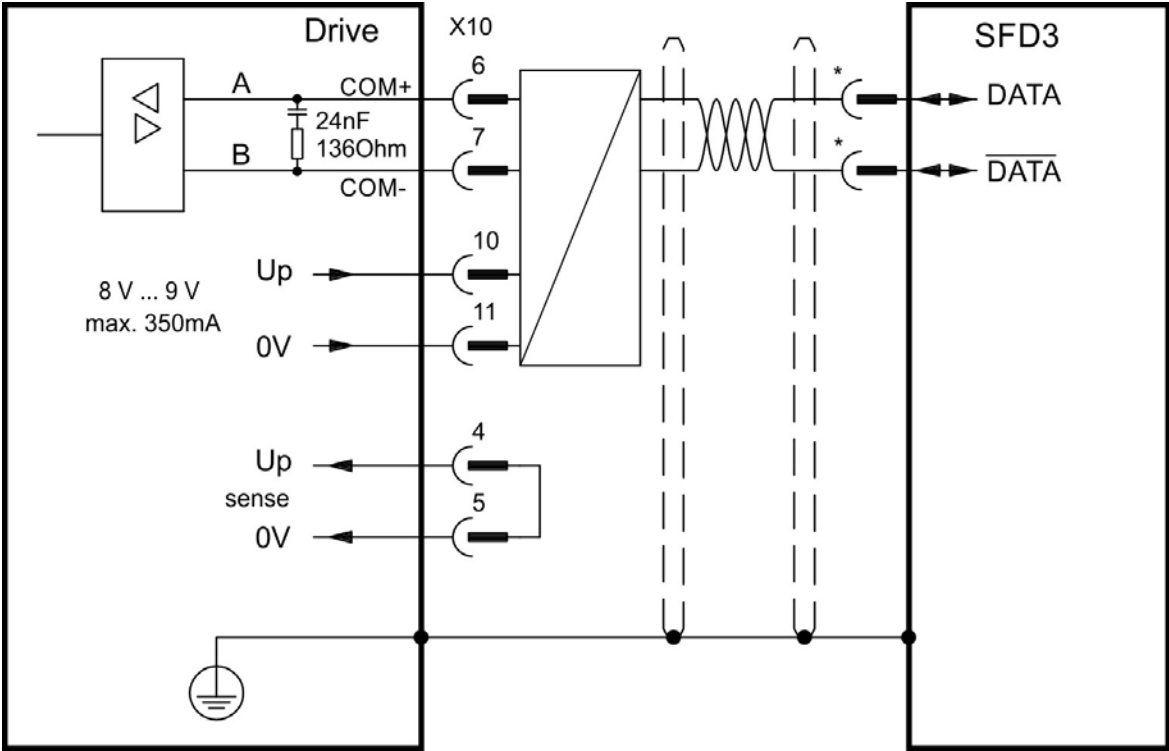 Drive
X10
SFD3
6
*
A
COM+
DATA
24nF
136Ohm
7
*
B
COM-
D̅A̅T̅A̅
10
Up
8 V ... 9 V
max. 350mA
11
0V
4
Up
sense
5
0V